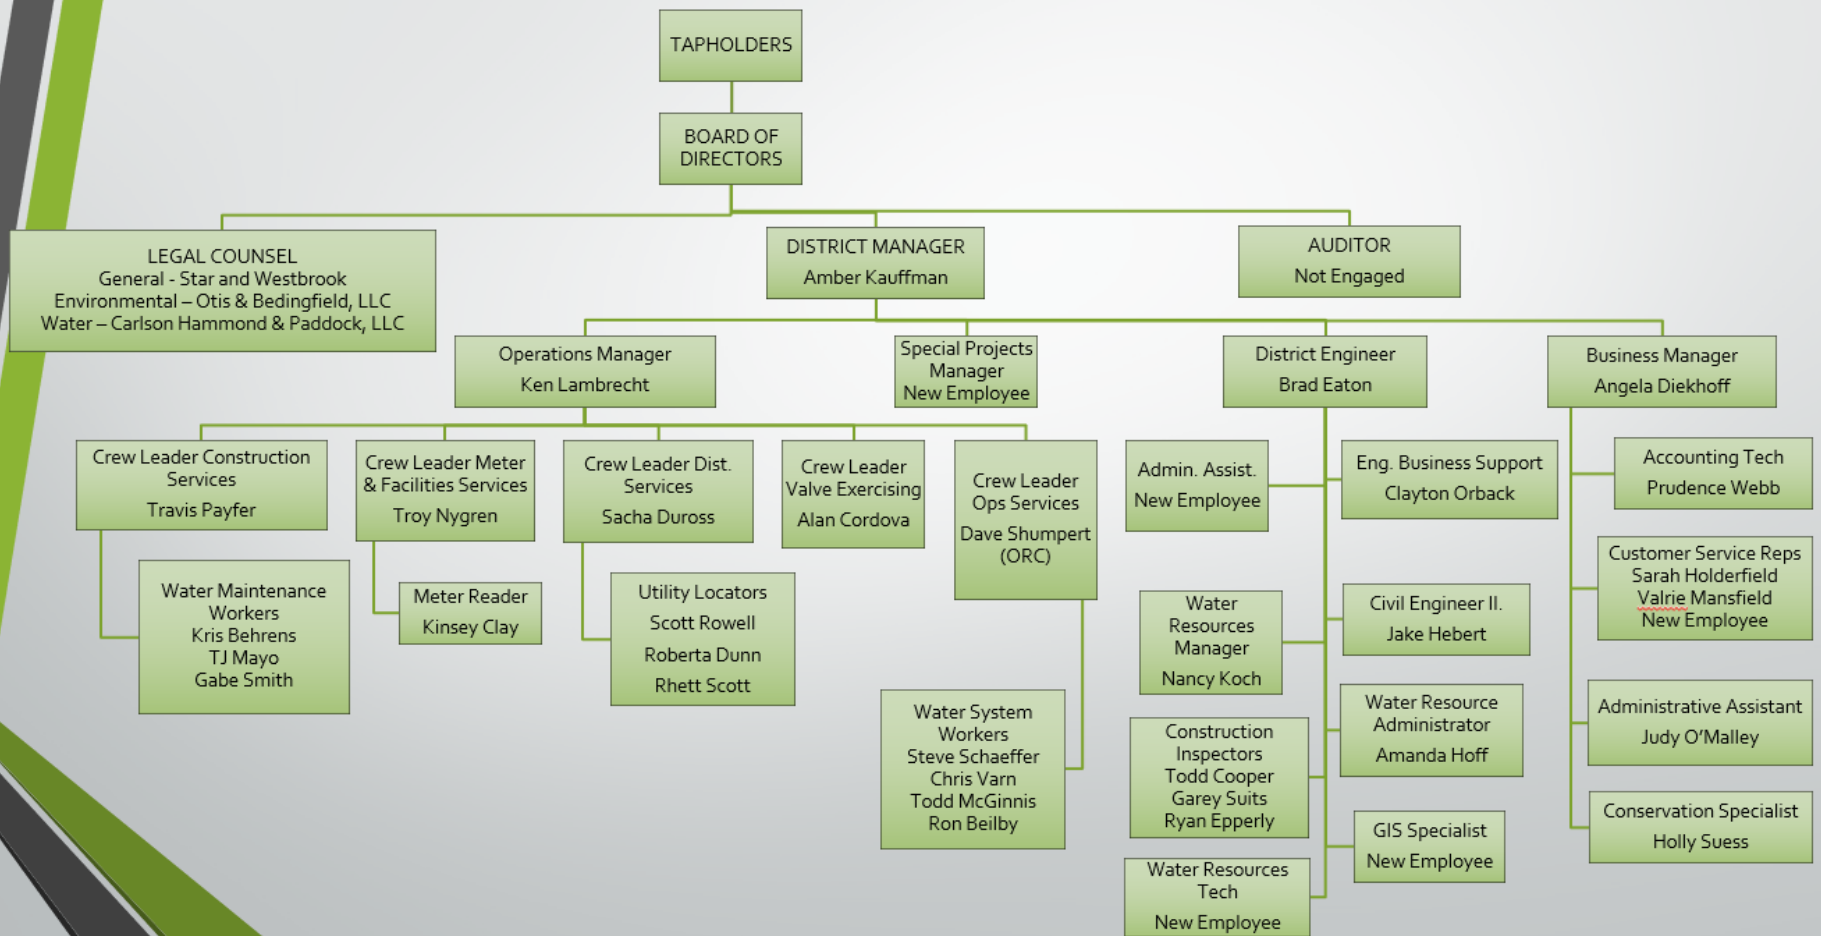 TAPHOLDERS
BOARD OF
DIRECTORS
LEGAL COUNSEL
General - Star and Westbrook
Environmental – Otis & Bedingfield, LLC
Water – Carlson Hammond & Paddock, LLC
DISTRICT MANAGER
Amber Kauffman
AUDITOR
Not Engaged
Operations Manager
Ken Lambrecht
Special Projects
Manager
New Employee
District Engineer
Brad Eaton
Business Manager
Angela Diekhoff
Crew Leader Construction
Services
Travis Payfer
Crew Leader Meter
& Facilities Services
Troy Nygren
Crew Leader Dist.
Services
Sacha Duross
Crew Leader
Valve Exercising
Alan Cordova
Crew Leader
Ops Services
Dave Shumpert
(ORC)
Water Maintenance
Workers
Kris Behrens
TJ Mayo
Gabe Smith
Meter Reader
Kinsey Clay
Utility Locators
Scott Rowell
Roberta Dunn
Rhett Scott
Water System
Workers
Steve Schaeffer
Chris Varn
Todd McGinnis
Ron Beilby
Admin. Assist.
New Employee
Eng. Business Support
Clayton Orback
Water
Resources
Manager
Nancy Koch
Civil Engineer II.
Jake Hebert
Water Resource
Administrator
Amanda Hoff
Construction
Inspectors
Todd Cooper
Garey Suits
Ryan Epperly
GIS Specialist
New Employee
Water Resources
Tech
New Employee
Accounting Tech
Prudence Webb
Customer Service Reps
Sarah Holderfield
Valrie Mansfield
New Employee
Administrative Assistant
Judy O’Malley
Conservation Specialist
Holly Suess